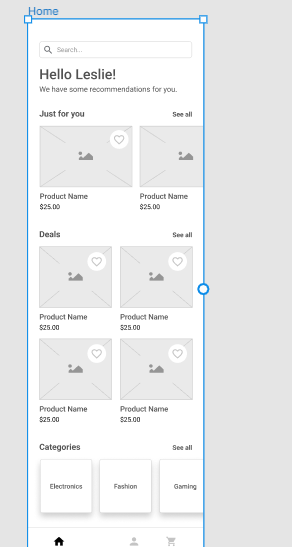 Home
Search...
Hello Leslie!
We have some recommendations for you.
Just for you See all
Product Name Product Name
$25.00 $25.00
Deals See all
Product Name Product Name
$25.00 $25.00
Product Name Product Name
$25.00 $25.00
Categories See all
Electronics Fashion Gaming